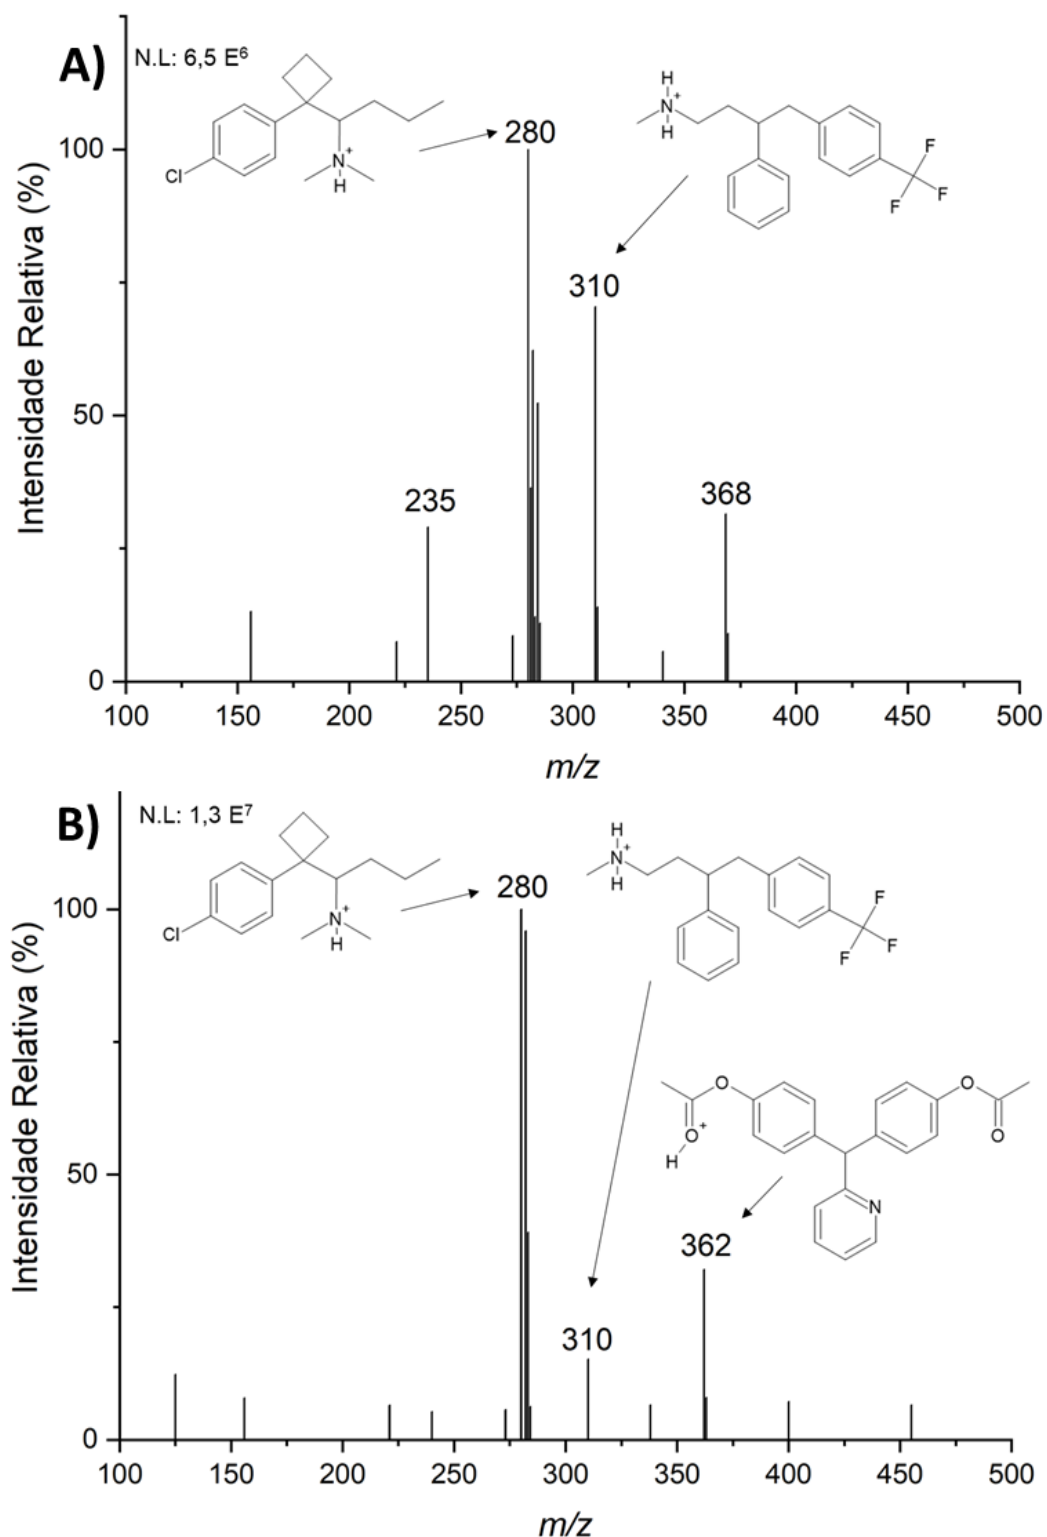 A)
N.L: 6,5 E⁶
Cl
N
+
H
280
H
N
+
H
F
F
F
310
235
368
Intensidade Relativa (%)
100
50
0
100 150 200 250 300 350 400 450 500
m/z
B)
N.L: 1,3 E⁷
Cl
N
+
H
280
H
N
+
H
F
F
F
O
O
+
H
O
O
N
362
310
Intensidade Relativa (%)
100
50
0
100 150 200 250 300 350 400 450 500
m/z